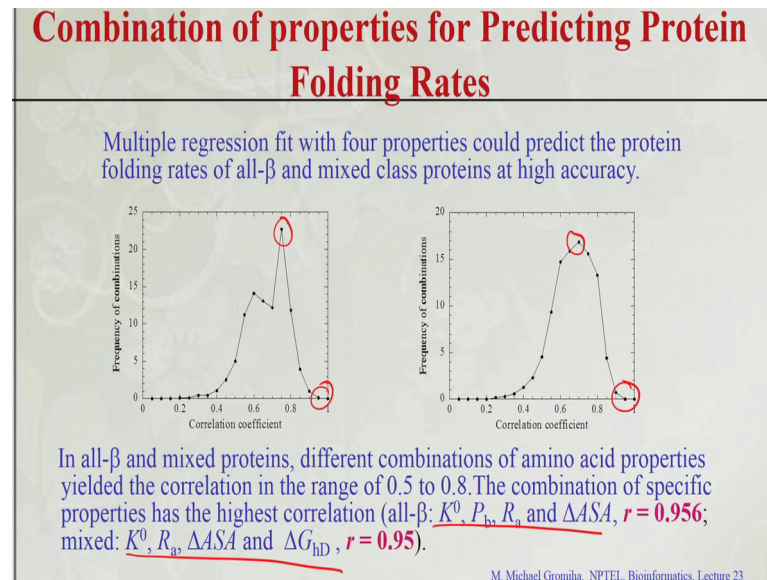 Combination of properties for Predicting Protein
Folding Rates
Multiple regression fit with four properties could predict the protein
folding rates of all-β and mixed class proteins at high accuracy.
25
20
15
10
5
0
Frequency of combinations
0 0.2 0.4 0.6 0.8 1
Correlation coefficient
20
15
10
5
0
Frequency of combinations
0 0.2 0.4 0.6 0.8 1
Correlation coefficient
In all-β and mixed proteins, different combinations of amino acid properties
yielded the correlation in the range of 0.5 to 0.8.The combination of specific
properties has the highest correlation (all-β: K⁰, P_b, R_a and ΔASA, r = 0.956;
mixed: K⁰, R_a, ΔASA and ΔG_hD , r = 0.95).
M. Michael Gromiha, NPTEL, Bioinformatics, Lecture 23